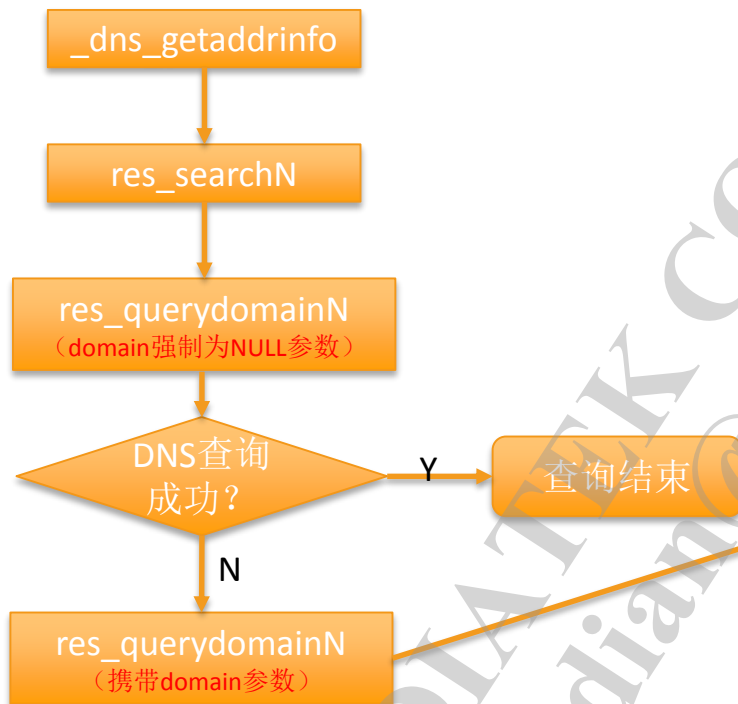 _dns_getaddrinfo
res_searchN
res_querydomainN
（domain强制为NULL参数）
DNS查询
成功？
Y
查询结束
N
res_querydomainN
（携带domain参数）